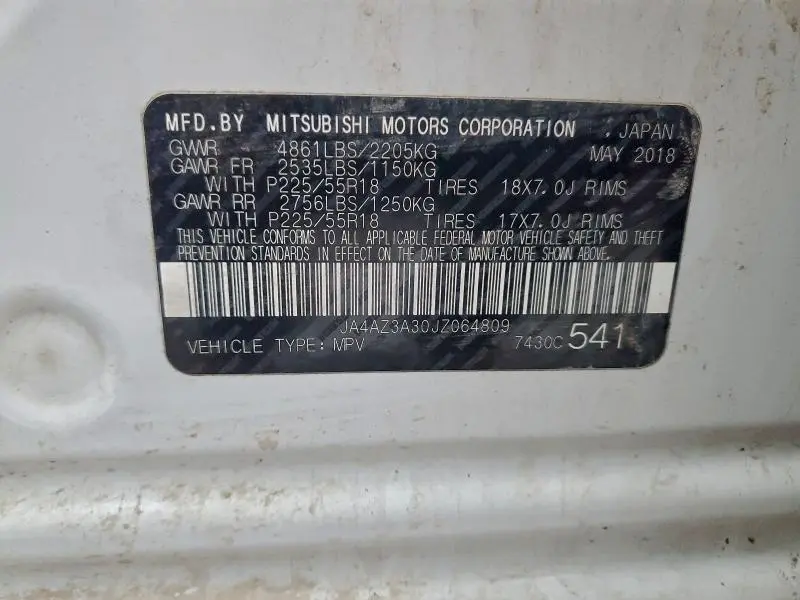 MFD.BY MITSUBISHI MOTORS CORPORATION , JAPAN
GVWR 4861LBS/2205KG MAY 2018
GAWR FR 2535LBS/1150KG
WITH P225/55R18 TIRES 18X7.0J RIMS
GAWR RR 2756LBS/1250KG
WITH P225/55R18 TIRES 17X7.0J RIMS
THIS VEHICLE CONFORMS TO ALL APPLICABLE FEDERAL MOTOR VEHICLE SAFETY AND THEFT
PREVENTION STANDARDS IN EFFECT ON THE DATE OF MANUFACTURE SHOWN ABOVE.
JA4AZ3A30JZ064809
VEHICLE TYPE: MPV 7430C 541